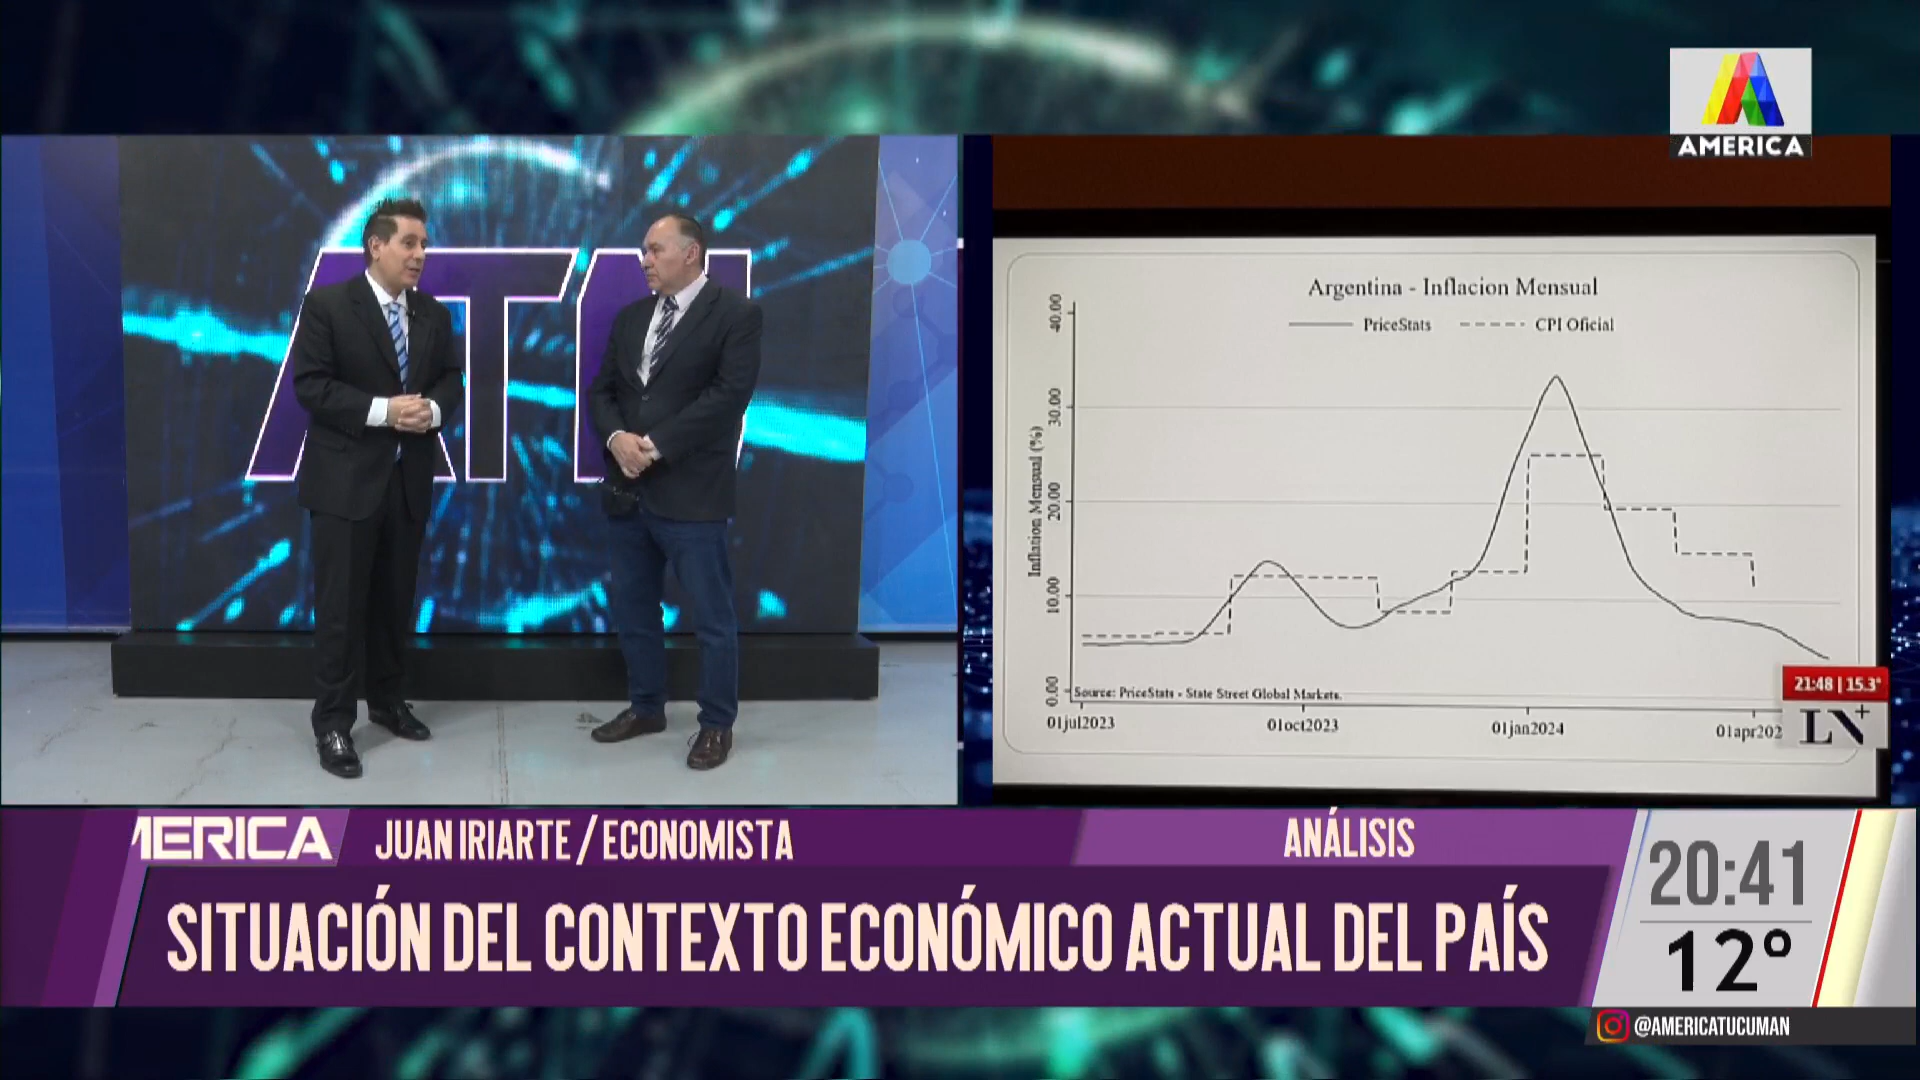 AMERICA
ATN
Argentina - Inflacion Mensual
PriceStats
CPI Oficial
Inflation Mensual (%)
40.00
30.00
20.00
10.00
0.00
Source: PriceStats - State Street Global Markets.
01jul2023
01oct2023
01jan2024
01apr202
21:48 | 15.3°
LN+
MERICA
JUAN IRIARTE / ECONOMISTA
ANÁLISIS
SITUACIÓN DEL CONTEXTO ECONÓMICO ACTUAL DEL PAÍS
20:41
12°
@AMERICATUCUMAN